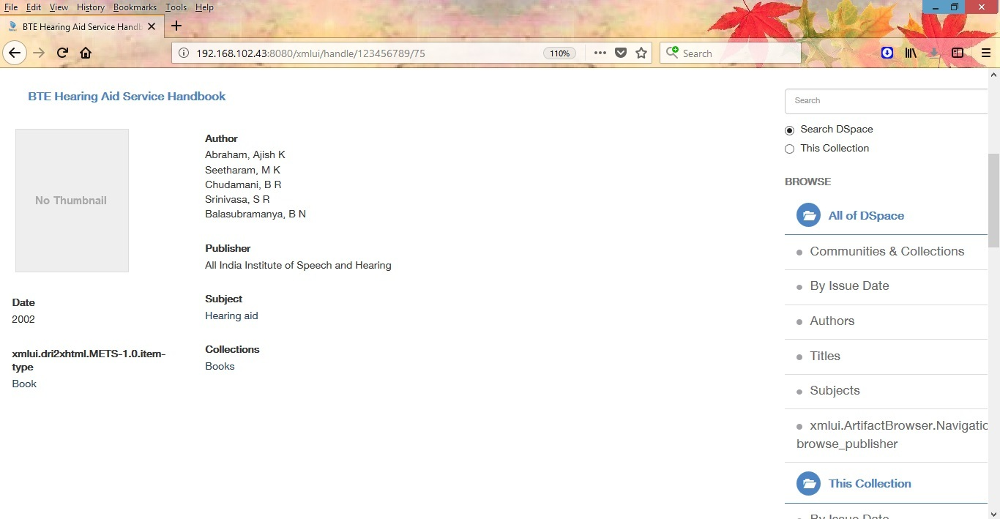 File Edit View History Bookmarks Tools Help
BTE Hearing Aid Service Handb
192.168.102.43:8080/xmlui/handle/123456789/75
110%
Search
BTE Hearing Aid Service Handbook
No Thumbnail
Date
2002
xmlui.dri2xhtml.METS-1.0.item-
type
Book
Author
Abraham, Ajish K
Seetharam, M K
Chudamani, B R
Srinivasa, S R
Balasubramanya, B N
Publisher
All India Institute of Speech and Hearing
Subject
Hearing aid
Collections
Books
Search
Search DSpace
This Collection
BROWSE
All of DSpace
Communities & Collections
By Issue Date
Authors
Titles
Subjects
xmlui.ArtifactBrowser.Navigatio
browse_publisher
This Collection
By Issue Date